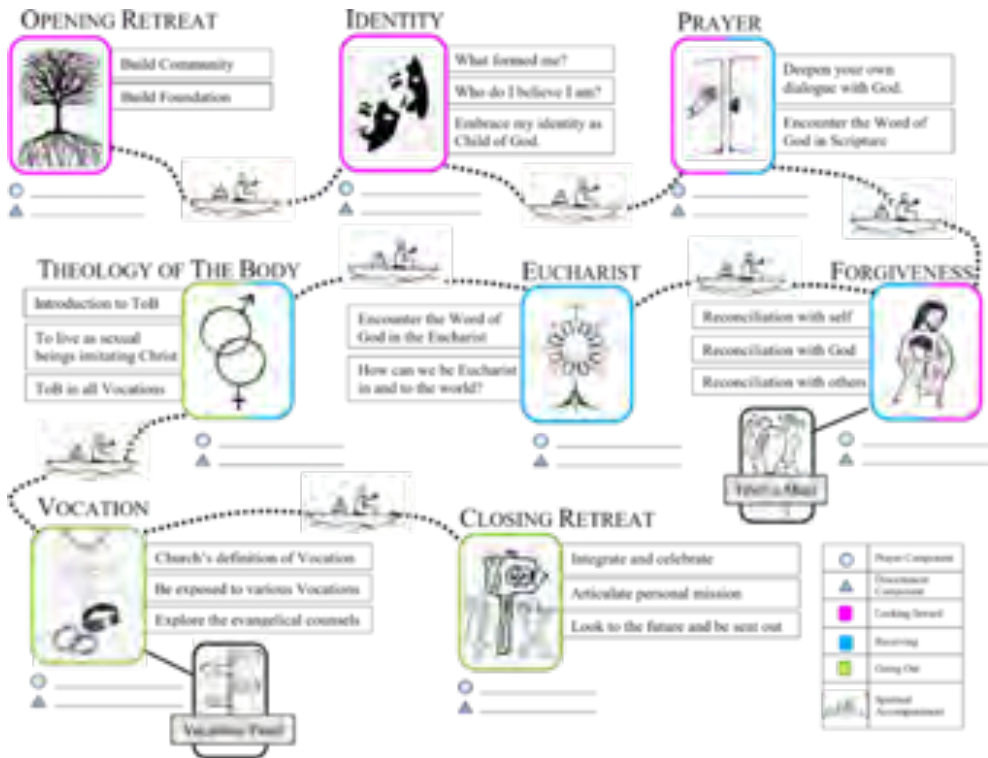 OPENING RETREAT
Build Community
Build Foundation
IDENTITY
What formed me?
Who do I believe I am?
Embrace my identity as
Child of God.
PRAYER
Deepen your own
dialogue with God.
Encounter the Word of
God in Scripture
THEOLOGY OF THE BODY
Introduction to ToB
To live as sexual
beings imitating Christ
ToB in all Vocations
EUCHARIST
Encounter the Word of
God in the Eucharist
How can we be Eucharist
in and to the world?
FORGIVENESS
Reconciliation with self
Reconciliation with God
Reconciliation with others
VOCATION
Church's definition of Vocation
Be exposed to various Vocations
Explore the evangelical counsels
VOCATIONS PANEL
CLOSING RETREAT
Integrate and celebrate
Articulate personal mission
Look to the future and be sent out
Prayer Component
Discernment
Component
Looking Inward
Receiving
Going Out
Spiritual
Accompaniment